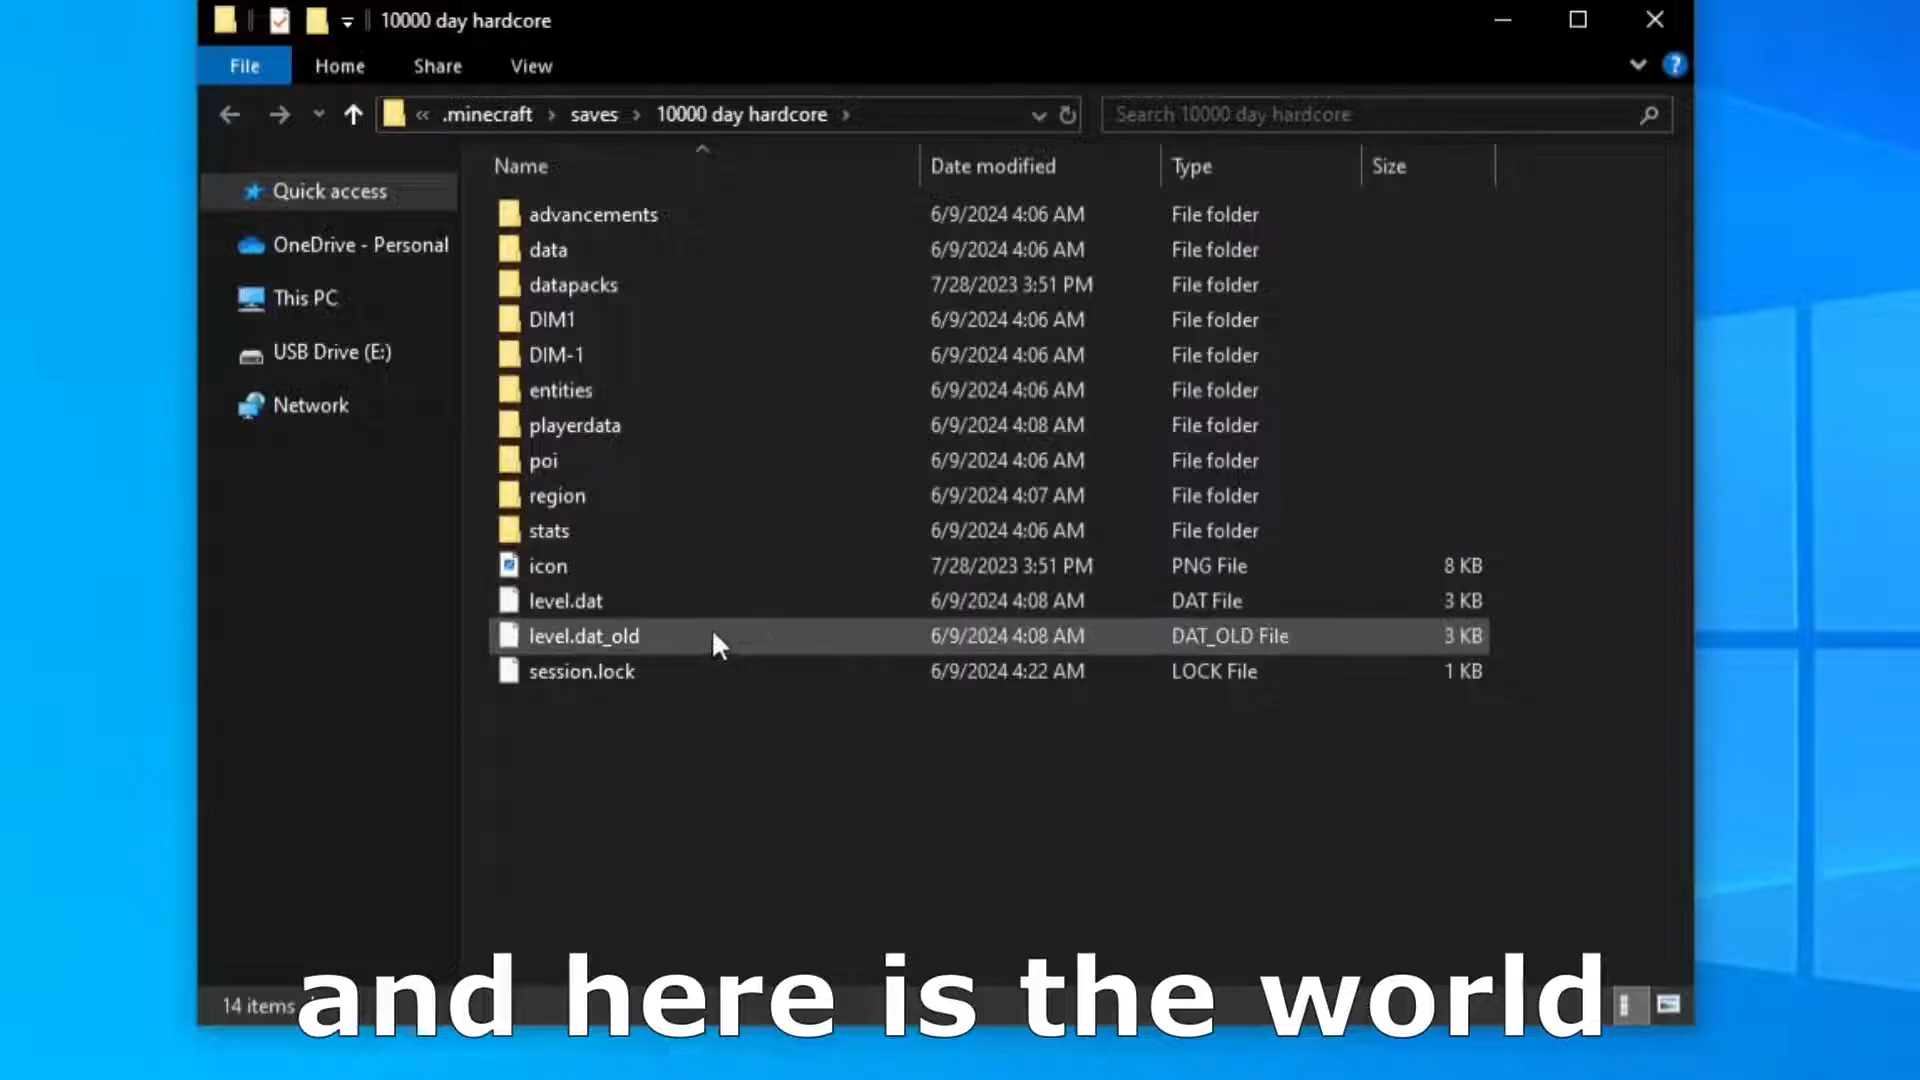 10000 day hardcore
File Home Share View
« .minecraft › saves › 10000 day hardcore › Search 10000 day hardcore
Name Date modified Type Size
Quick access
OneDrive - Personal
This PC
USB Drive (E:)
Network
advancements 6/9/2024 4:06 AM File folder
data 6/9/2024 4:06 AM File folder
datapacks 7/28/2023 3:51 PM File folder
DIM1 6/9/2024 4:06 AM File folder
DIM-1 6/9/2024 4:06 AM File folder
entities 6/9/2024 4:06 AM File folder
playerdata 6/9/2024 4:08 AM File folder
poi 6/9/2024 4:06 AM File folder
region 6/9/2024 4:07 AM File folder
stats 6/9/2024 4:06 AM File folder
icon 7/28/2023 3:51 PM PNG File 8 KB
level.dat 6/9/2024 4:08 AM DAT File 3 KB
level.dat_old 6/9/2024 4:08 AM DAT_OLD File 3 KB
session.lock 6/9/2024 4:22 AM LOCK File 1 KB
14 items
and here is the world